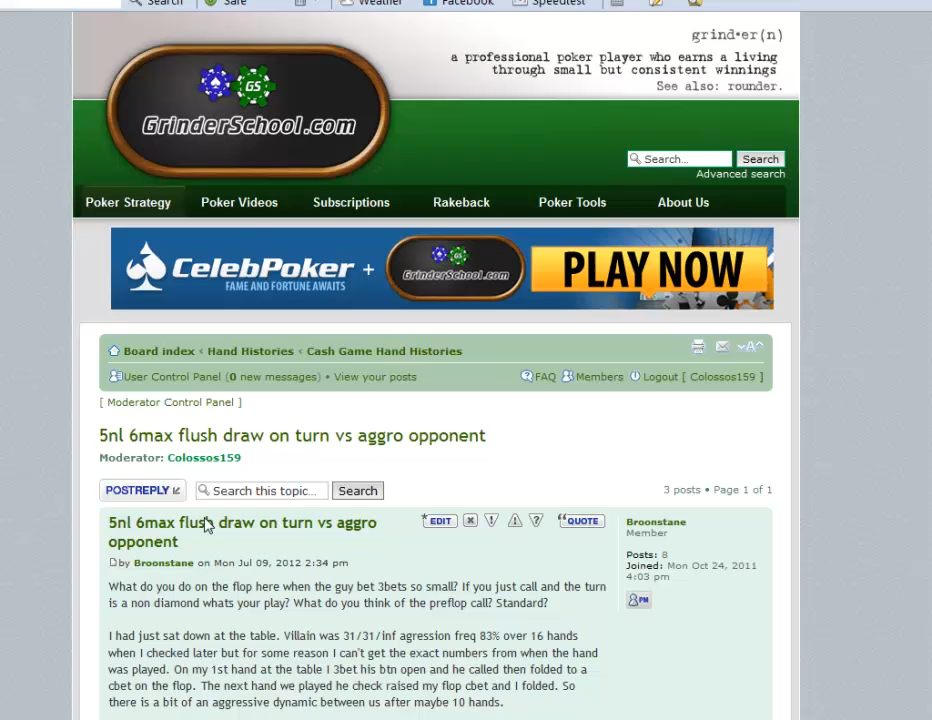 Search
Safe
Weather
Facebook
Speedtest
grind•er(n)
a professional poker player who earns a living
through small but consistent winnings
See also: rounder.
GS
GrinderSchool.com
Search...
Search
Advanced search
Poker Strategy
Poker Videos
Subscriptions
Rakeback
Poker Tools
About Us
CelebPoker +
FAME AND FORTUNE AWAITS
GrinderSchool.com
PLAY NOW
Board index ‹ Hand Histories ‹ Cash Game Hand Histories
User Control Panel (0 new messages) • View your posts
FAQ Members Logout [ Colossos159 ]
[ Moderator Control Panel ]
5nl 6max flush draw on turn vs aggro opponent
Moderator: Colossos159
POSTREPLY
Search this topic...
Search
3 posts • Page 1 of 1
5nl 6max flush draw on turn vs aggro
opponent
EDIT
QUOTE
Broonstane
Member
Posts: 8
Joined: Mon Oct 24, 2011
4:03 pm
PM
by Broonstane on Mon Jul 09, 2012 2:34 pm
What do you do on the flop here when the guy bet 3bets so small? If you just call and the turn
is a non diamond whats your play? What do you think of the preflop call? Standard?
I had just sat down at the table. Villain was 31/31/inf agression freq 83% over 16 hands
when I checked later but for some reason I can't get the exact numbers from when the hand
was played. On my 1st hand at the table I 3bet his btn open and he called then folded to a
cbet on the flop. The next hand we played he check raised my flop cbet and I folded. So
there is a bit of an aggressive dynamic between us after maybe 10 hands.